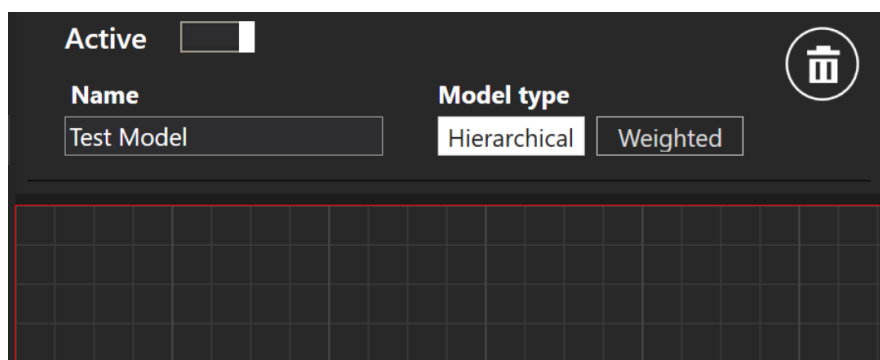 Active
Name
Model type
Test Model
Hierarchical
Weighted